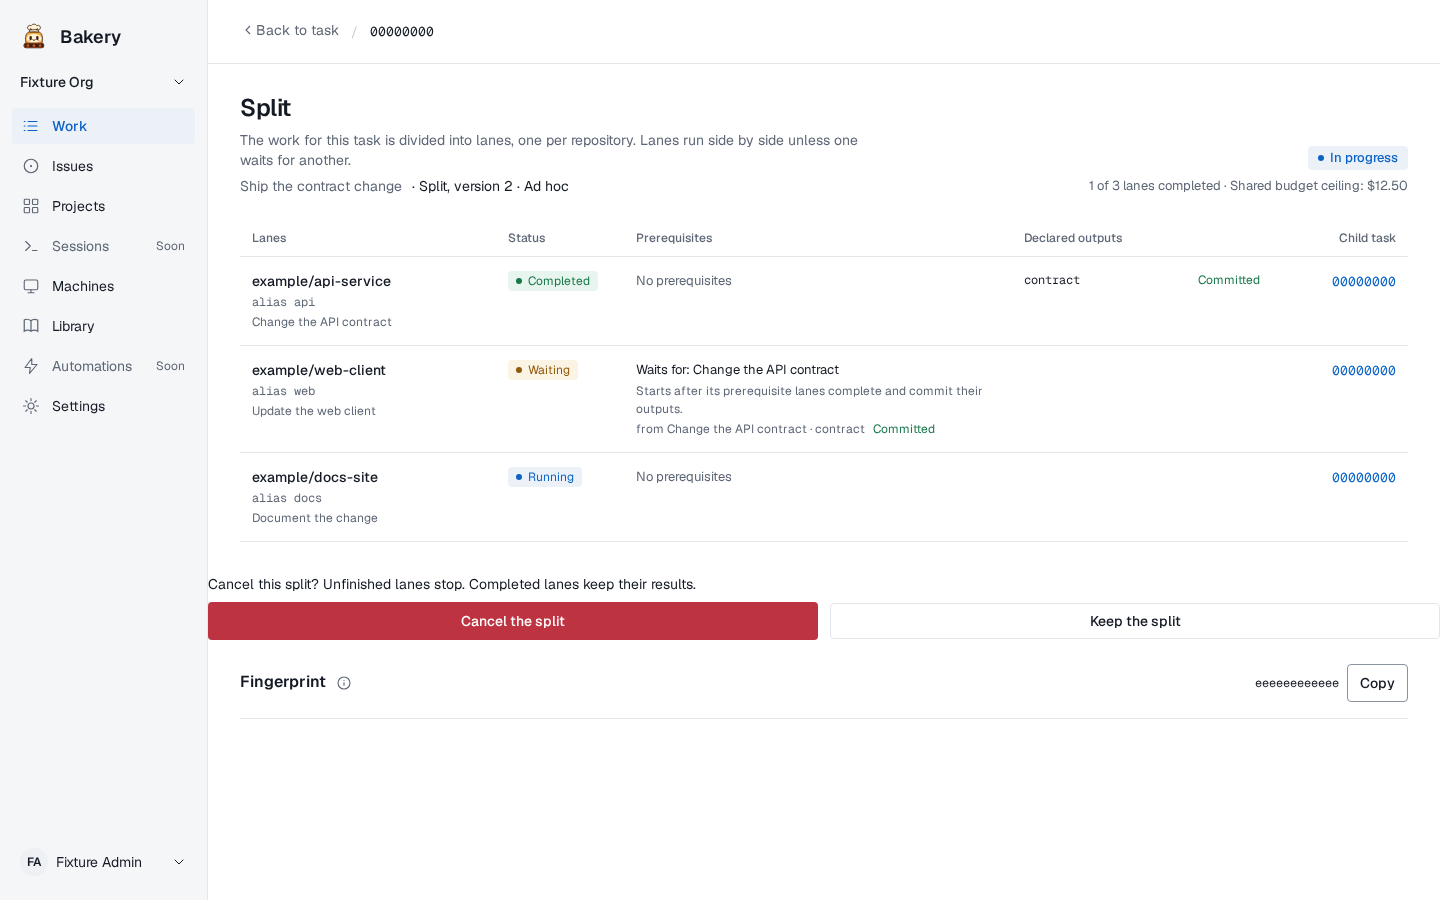 Bakery
Fixture Org
Work
Issues
Projects
Sessions Soon
Machines
Library
Automations Soon
Settings
FA Fixture Admin
Back to task / 00000000
Split
The work for this task is divided into lanes, one per repository. Lanes run side by side unless one
waits for another.
In progress
Ship the contract change · Split, version 2 · Ad hoc
1 of 3 lanes completed · Shared budget ceiling: $12.50
Lanes Status Prerequisites Declared outputs Child task
example/api-service Completed No prerequisites contract Committed 00000000
alias api
Change the API contract
example/web-client Waiting Waits for: Change the API contract 00000000
alias web
Starts after its prerequisite lanes complete and commit their
outputs.
Update the web client
from Change the API contract · contract Committed
example/docs-site Running No prerequisites 00000000
alias docs
Document the change
Cancel this split? Unfinished lanes stop. Completed lanes keep their results.
Cancel the split Keep the split
Fingerprint eeeeeeeeeeee Copy